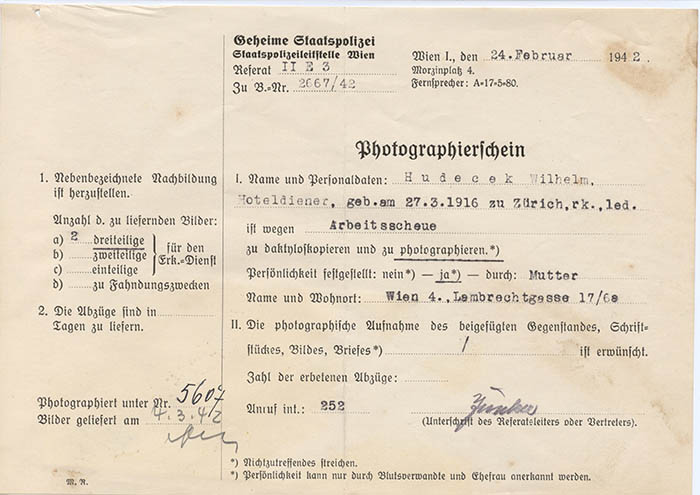 Geheime Staatspolizei
Staatspolizeileitstelle Wien
Referat II E 3
Zu B.=Nr. 2667/42
Wien I., den 24.Februar 1942.
Morzinplatz 4.
Fernsprecher: A=17=5=80.
Photographierschein
1. Nebenbezeichnete Nachbildung
ist herzustellen.
Anzahl d. zu liefernden Bilder:
a) 2 dreiteilige
b) zweiteilige
c) einteilige
für den
Erk.=Dienst
d) zu Fahndungszwecken
2. Die Abzüge sind in
Tagen zu liefern.
Photographiert unter Nr. 5607
Bilder geliefert am 4.3.42
M. R.
I. Name und Personaldaten: Hudecek Wilhelm,
Hoteldiener, geb.am 27.3.1916 zu Zürich,rk.,led.
ist wegen Arbeitsscheue
zu daktyloskopieren und zu photographieren.*)
Persönlichkeit festgestellt: nein*) — ja*) — durch: Mutter
Name und Wohnort: Wien 4.,Lambrechtgasse 17/6a
II. Die photographische Aufnahme des beigefügten Gegenstandes, Schrift=
stückes, Bildes, Briefes*) / ist erwünscht.
Zahl der erbetenen Abzüge:
Anruf int.: 252
(Unterschrift des Referatsleiters oder Vertreters).
*) Nichtzutreffendes streichen.
*) Persönlichkeit kann nur durch Blutsverwandte und Ehefrau anerkannt werden.